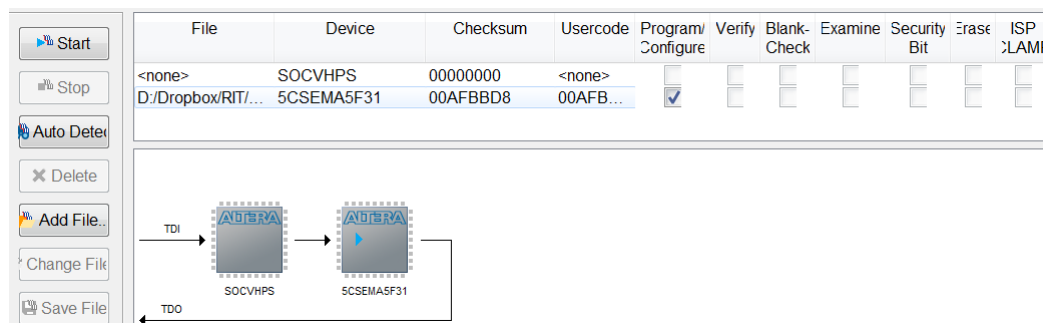 Start
Stop
Auto Detec
Delete
Add File..
Change File
Save File
File Device Checksum Usercode Program/ Configure Verify Blank- Check Examine Security Bit Erase ISP CLAMP
<none> SOCVHPS 00000000 <none>
D:/Dropbox/RIT/... 5CSEMA5F31 00AFBBD8 00AFB...
TDI
ALTERA
ALTERA
SOCVHPS
5CSEMA5F31
TDO